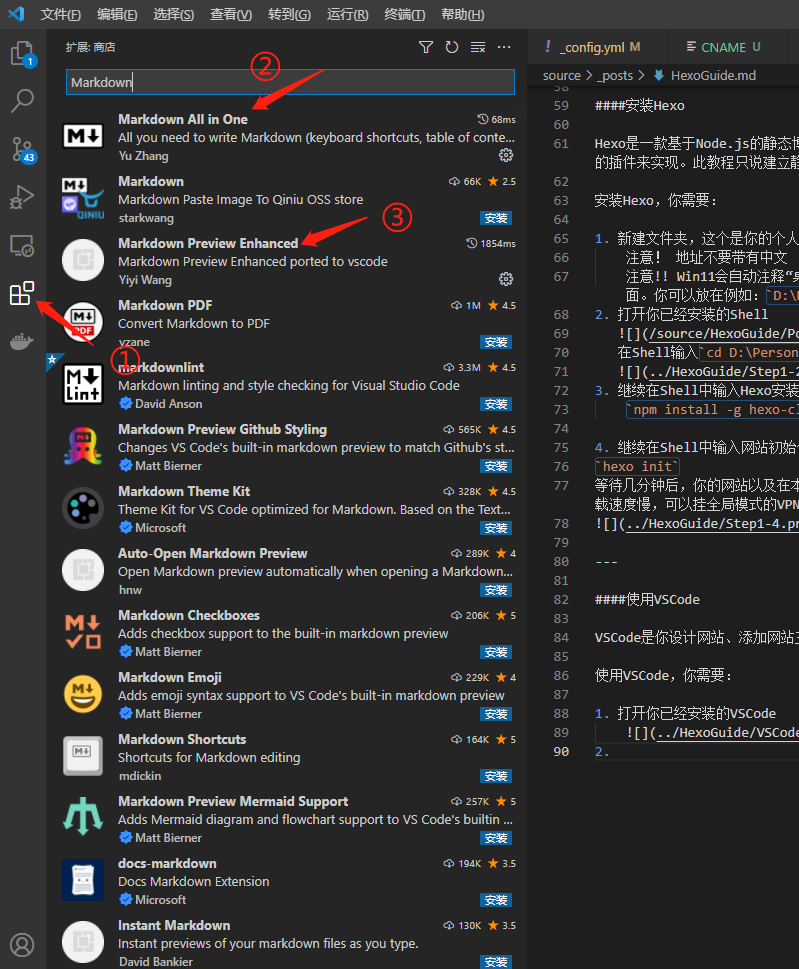 文件(F) 编辑(E) 选择(S) 查看(V) 转到(G) 运行(R) 终端(T) 帮助(H)
扩展: 商店
Markdown
①
②
③
1
43
Markdown All in One 68ms
All you need to write Markdown (keyboard shortcuts, table of conte...
Yu Zhang
Markdown 66K ★ 2.5
Markdown Paste Image To Qiniu OSS store
starkwang 安装
Markdown Preview Enhanced 1854ms
Markdown Preview Enhanced ported to vscode
Yiyi Wang
Markdown PDF 1M ★ 4.5
Convert Markdown to PDF
yzane 安装
markdownlint 3.3M ★ 4.5
Markdown linting and style checking for Visual Studio Code
David Anson 安装
Markdown Preview Github Styling 565K ★ 4.5
Changes VS Code's built-in markdown preview to match Github's st...
Matt Bierner 安装
Markdown Theme Kit 328K ★ 4.5
Theme Kit for VS Code optimized for Markdown. Based on the Text...
Microsoft 安装
Auto-Open Markdown Preview 289K ★ 4
Open Markdown preview automatically when opening a Markdown...
hnw 安装
Markdown Checkboxes 206K ★ 5
Adds checkbox support to the built-in markdown preview
Matt Bierner 安装
Markdown Emoji 229K ★ 4
Adds emoji syntax support to VS Code's built-in markdown preview
Matt Bierner 安装
Markdown Shortcuts 164K ★ 5
Shortcuts for Markdown editing
mdickin 安装
Markdown Preview Mermaid Support 257K ★ 5
Adds Mermaid diagram and flowchart support to VS Code's builtin ...
Matt Bierner 安装
docs-markdown 194K ★ 3.5
Docs Markdown Extension
Microsoft 安装
Instant Markdown 130K ★ 3.5
Instant previews of your markdown files as you type.
David Bankier 安装
! _config.yml M CNAME U
source > _posts > HexoGuide.md
58
59 ####安装Hexo
60
61 Hexo是一款基于Node.js的静态
的插件来实现。此教程只说建立
62
63 安装Hexo，你需要：
64
65 1. 新建文件夹，这个是你的个人
66 注意！ 地址不要带有中文
67 注意!! Win11会自动注释“
面。你可以放在例如：`D:\
68 2. 打开你已经安装的Shell
69 ![](/source/HexoGuide/Po
70 在Shell输入`cd D:\Person
71 ![](../HexoGuide/Step1-2
72 3. 继续在Shell中输入Hexo安装
73 `npm install -g hexo-cl
74
75 4. 继续在Shell中输入网站初始
76 `hexo init`
77 等待几分钟后，你的网站以及在本
载速度慢，可以挂全局模式的VPN
78 ![](../HexoGuide/Step1-4.pr
79
80 ---
81
82 ####使用VSCode
83
84 VSCode是你设计网站、添加网站
85
86 使用VSCode，你需要：
87
88 1. 打开你已经安装的VSCode
89 ![](../HexoGuide/VSCode
90 2.